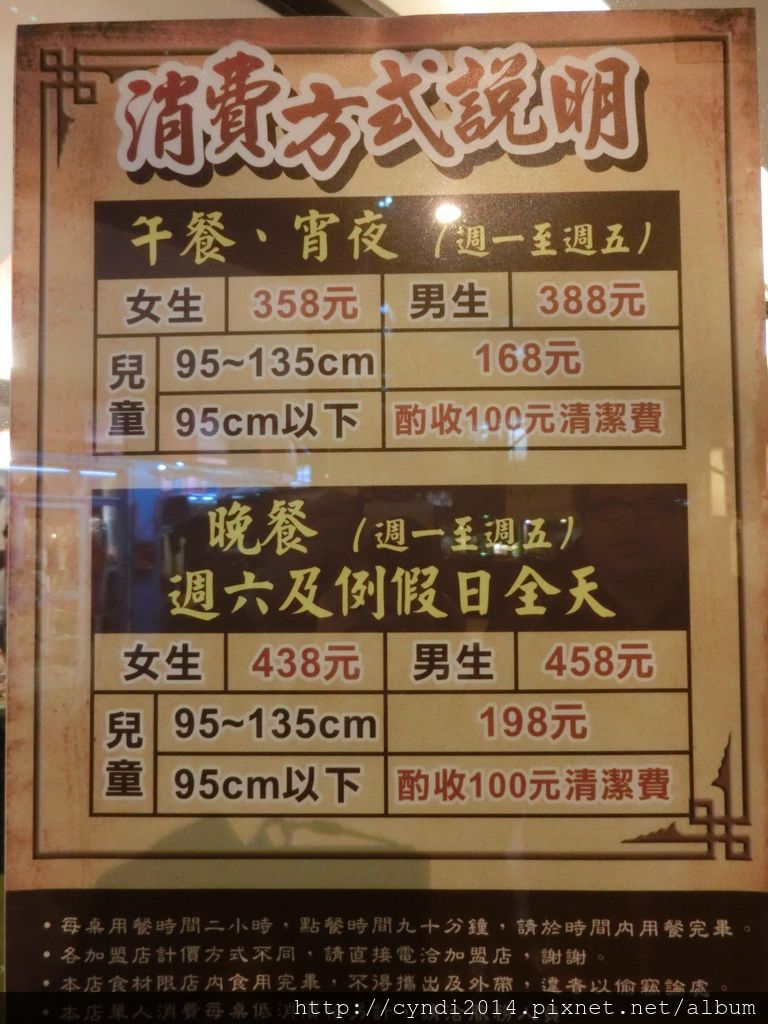 消費方式說明
午餐、宵夜（週一至週五）
女生 358元 男生 388元
兒童 95~135cm 168元
95cm以下 酌收100元清潔費
晚餐（週一至週五）
週六及例假日全天
女生 438元 男生 458元
兒童 95~135cm 198元
95cm以下 酌收100元清潔費
•每桌用餐時間二小時，點餐時間九十分鐘，請於時間內用餐完畢。
•各加盟店計價方式不同，請直接電洽加盟店，謝謝。
•本店食材限店內食用完畢，不得攜出及外帶，違者以偷竊論處。
•本店單人消費每桌低消
http://cyndi2014.pixnet.net/album